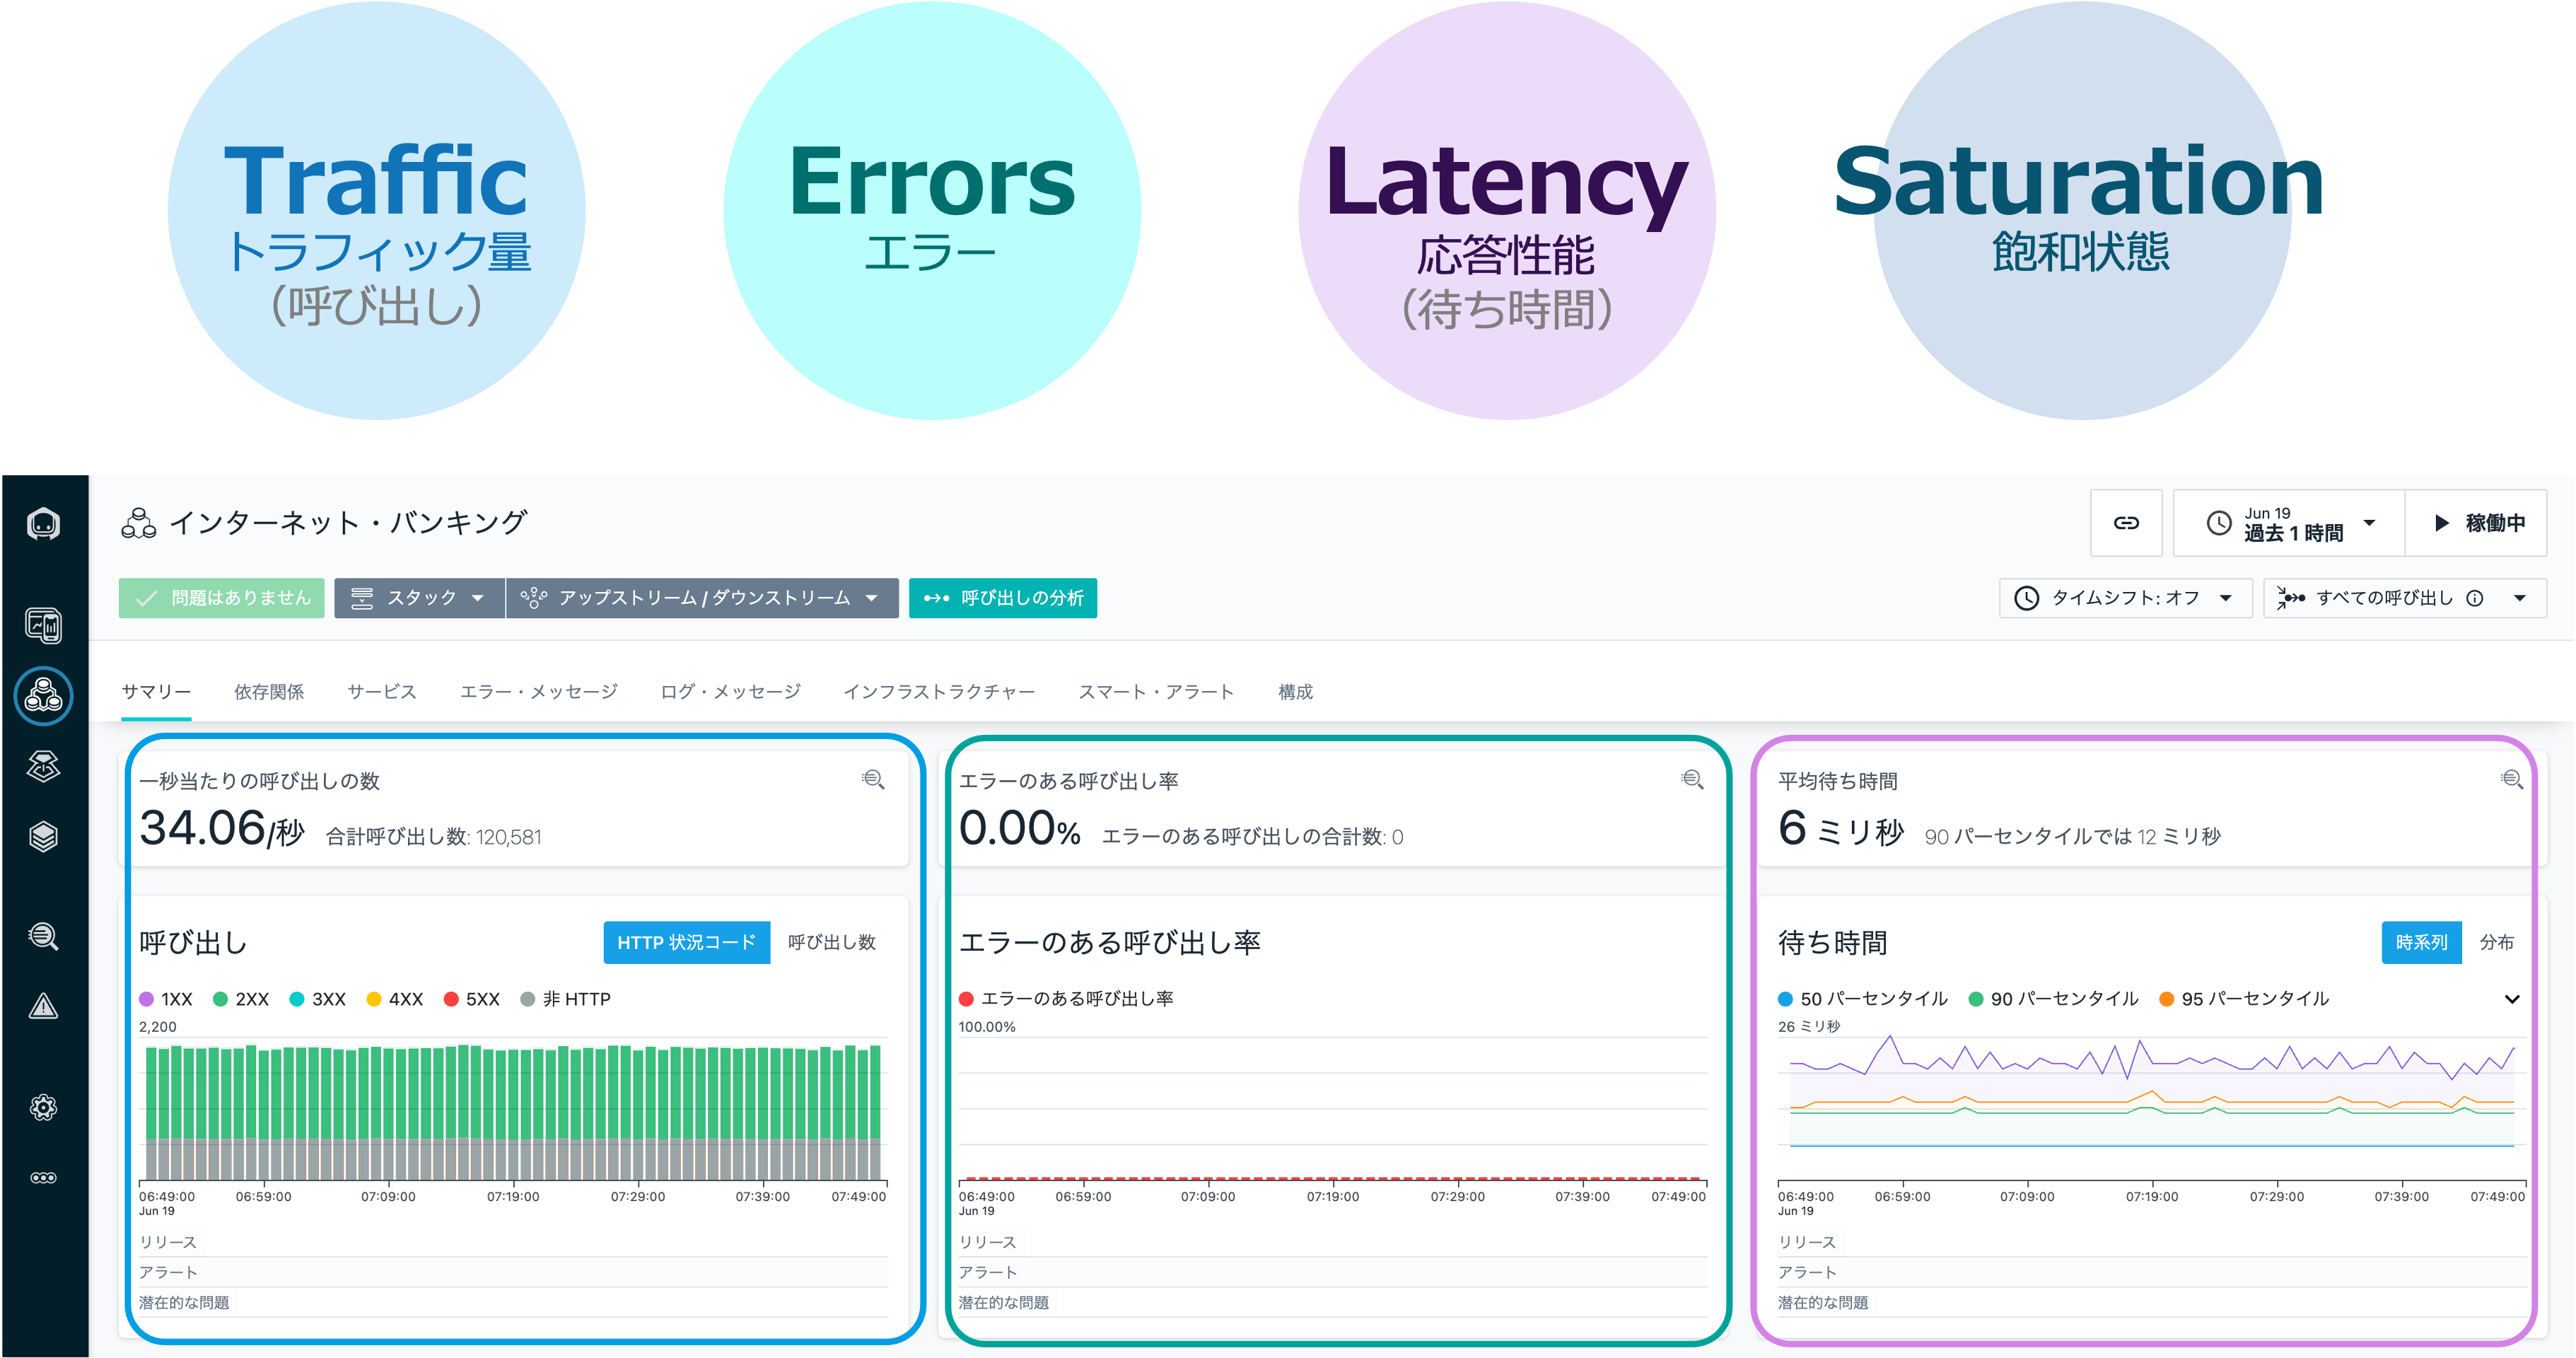 Traffic
トラフィック量
（呼び出し）
Errors
エラー
Latency
応答性能
（待ち時間）
Saturation
飽和状態
インターネット・バンキング
Jun 19
過去 1 時間
稼働中
問題はありません
スタック
アップストリーム / ダウンストリーム
呼び出しの分析
タイムシフト: オフ
すべての呼び出し
サマリー 依存関係 サービス エラー・メッセージ ログ・メッセージ インフラストラクチャー スマート・アラート 構成
一秒当たりの呼び出しの数
34.06/秒 合計呼び出し数: 120,581
呼び出し
HTTP 状況コード 呼び出し数
1XX 2XX 3XX 4XX 5XX 非 HTTP
2,200
06:49:00 06:59:00 07:09:00 07:19:00 07:29:00 07:39:00 07:49:00
Jun 19
リリース
アラート
潜在的な問題
エラーのある呼び出し率
0.00% エラーのある呼び出しの合計数: 0
エラーのある呼び出し率
エラーのある呼び出し率
100.00%
06:49:00 06:59:00 07:09:00 07:19:00 07:29:00 07:39:00 07:49:00
Jun 19
リリース
アラート
潜在的な問題
平均待ち時間
6 ミリ秒 90 パーセンタイルでは 12 ミリ秒
待ち時間
時系列 分布
50 パーセンタイル 90 パーセンタイル 95 パーセンタイル
26 ミリ秒
06:49:00 06:59:00 07:09:00 07:19:00 07:29:00 07:39:00 07:49:00
Jun 19
リリース
アラート
潜在的な問題